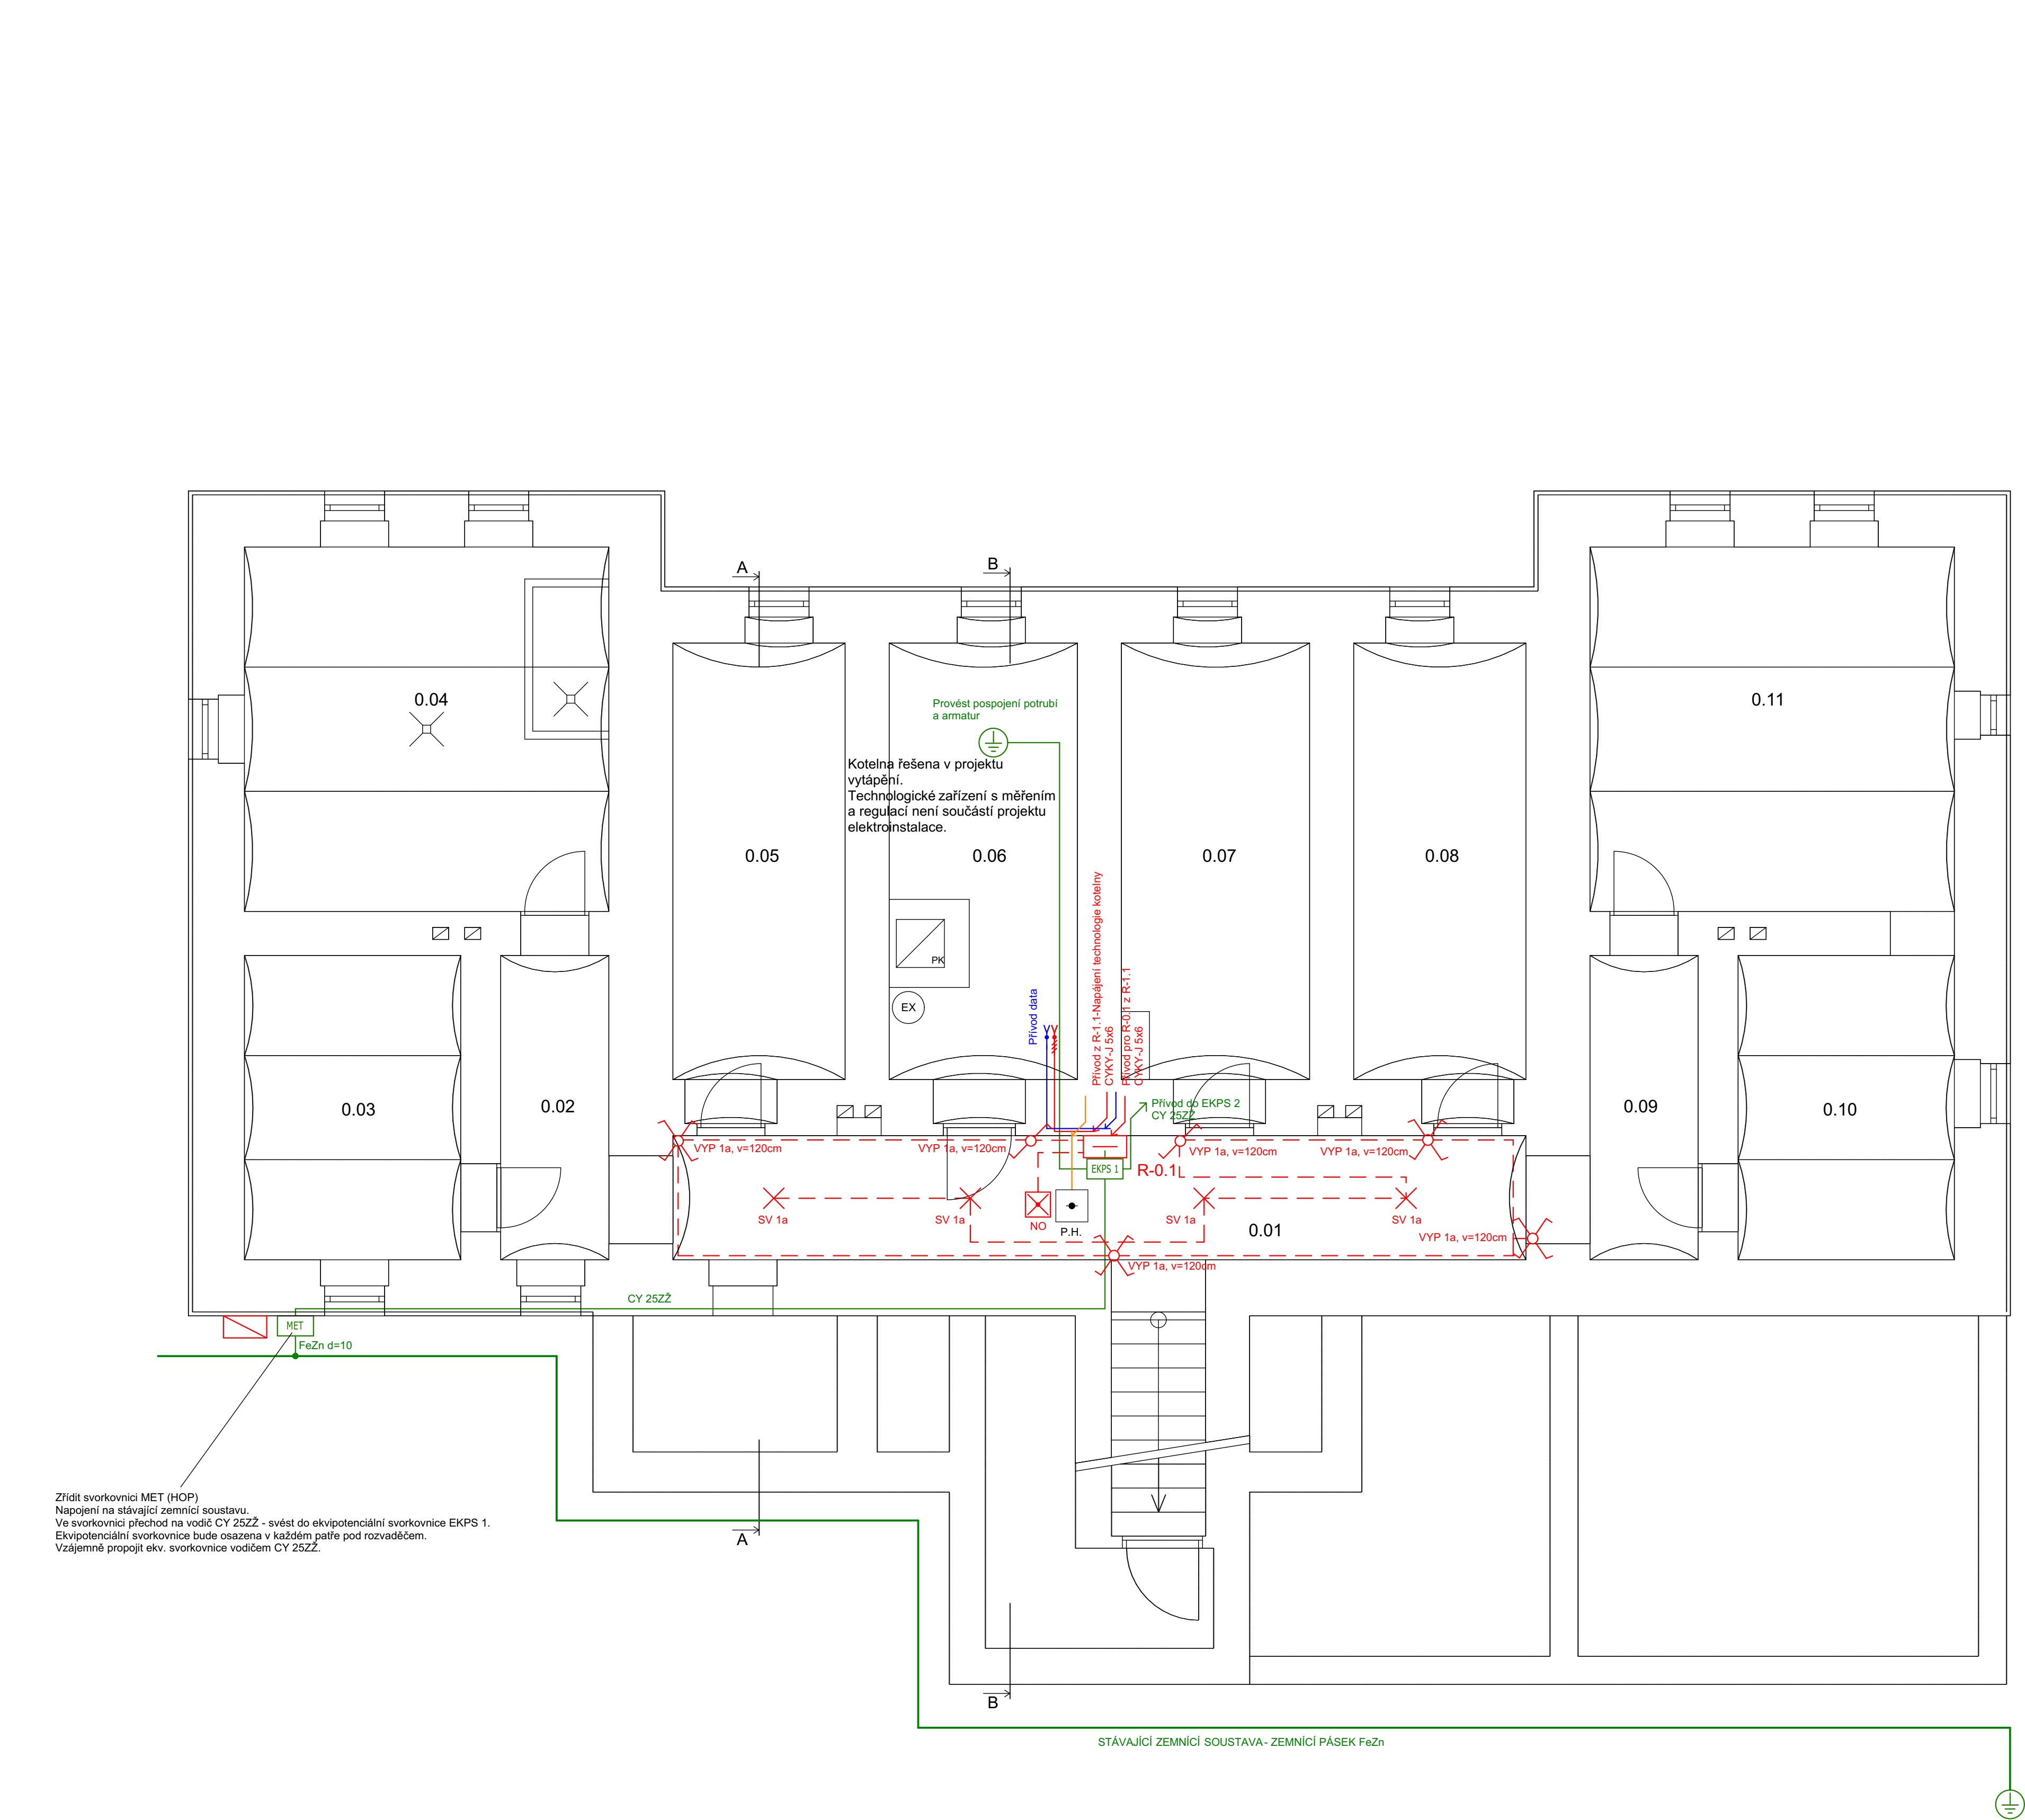 A
B
0.04
0.11
Provést pospojení potrubí
a armatur
Kotelna řešena v projektu
vytápění.
Technologické zařízení s měřením
a regulací není součástí projektu
elektroinstalace.
0.05
0.06
0.07
0.08
PK
EX
Přívod data
Přívod z R-1.1-Napájení technologie kotelny
CYKY-J 5x6
Přívod pro R-0.1 z R-1.1
CYKY-J 5x6
0.03
0.02
0.09
0.10
Přívod do EKPS 2
CY 25ZŽ
VYP 1a, v=120cm
VYP 1a, v=120cm
VYP 1a, v=120cm
VYP 1a, v=120cm
EKPS 1
R-0.1
SV 1a
SV 1a
NO
P.H.
SV 1a
SV 1a
0.01
VYP 1a, v=120cm
VYP 1a, v=120cm
CY 25ZŽ
MET
FeZn d=10
Zřídit svorkovnici MET (HOP)
Napojení na stávající zemnící soustavu.
Ve svorkovnici přechod na vodič CY 25ZŽ - svést do ekvipotenciální svorkovnice EKPS 1.
Ekvipotenciální svorkovnice bude osazena v každém patře pod rozvaděčem.
Vzájemně propojit ekv. svorkovnice vodičem CY 25ZŽ.
A
B
STÁVAJÍCÍ ZEMNÍCÍ SOUSTAVA - ZEMNÍCÍ PÁSEK FeZn